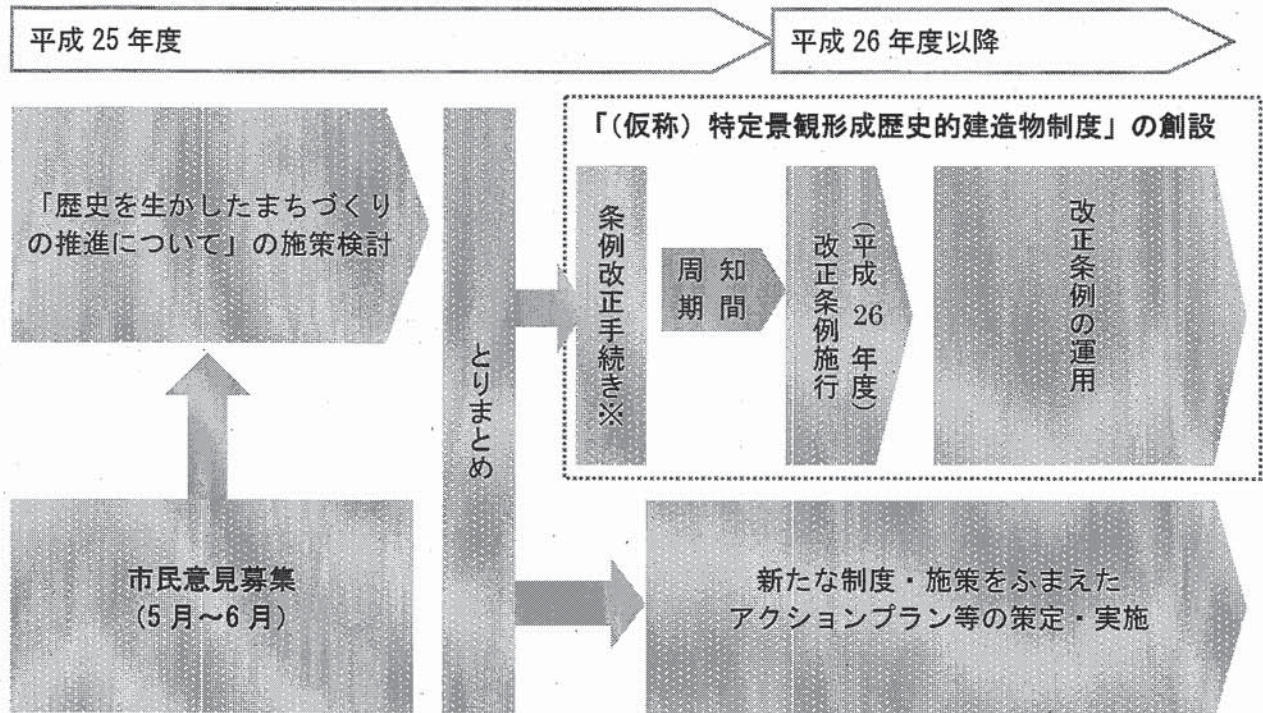 平成 25 年度
平成 26 年度以降
「(仮称) 特定景観形成歴史的建造物制度」の創設
「歴史を生かしたまちづくり
の推進について」の施策検討
とりまとめ
条例改正手続き※
周 知
期 間
(平成 26 年度)
改正条例施行
改正条例の運用
市民意見募集
(5 月～6 月)
新たな制度・施策をふまえた
アクションプラン等の策定・実施